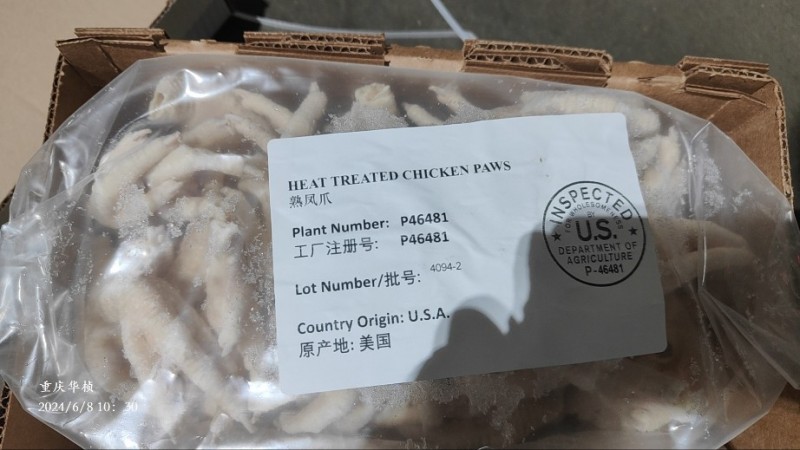 HEAT TREATED CHICKEN PAWS
熟凤爪
Plant Number: P46481
工厂注册号: P46481
Lot Number/批号: 4094-2
Country Origin: U.S.A.
原产地: 美国
INSPECTED
FOR WHOLESOMENESS
BY
U.S.
DEPARTMENT OF
AGRICULTURE
P-46481
重庆华桢
2024/6/8 10: 30